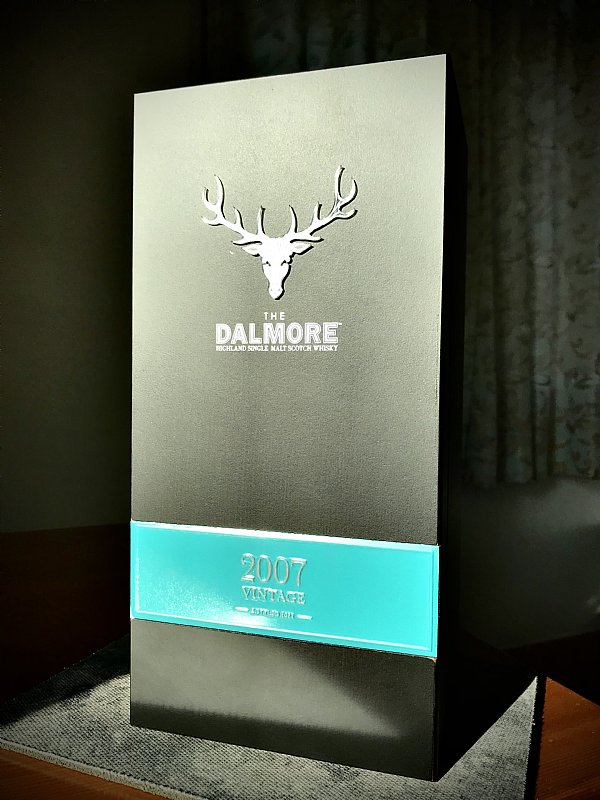 THE
DALMORE
HIGHLAND SINGLE MALT SCOTCH WHISKY
2007
VINTAGE